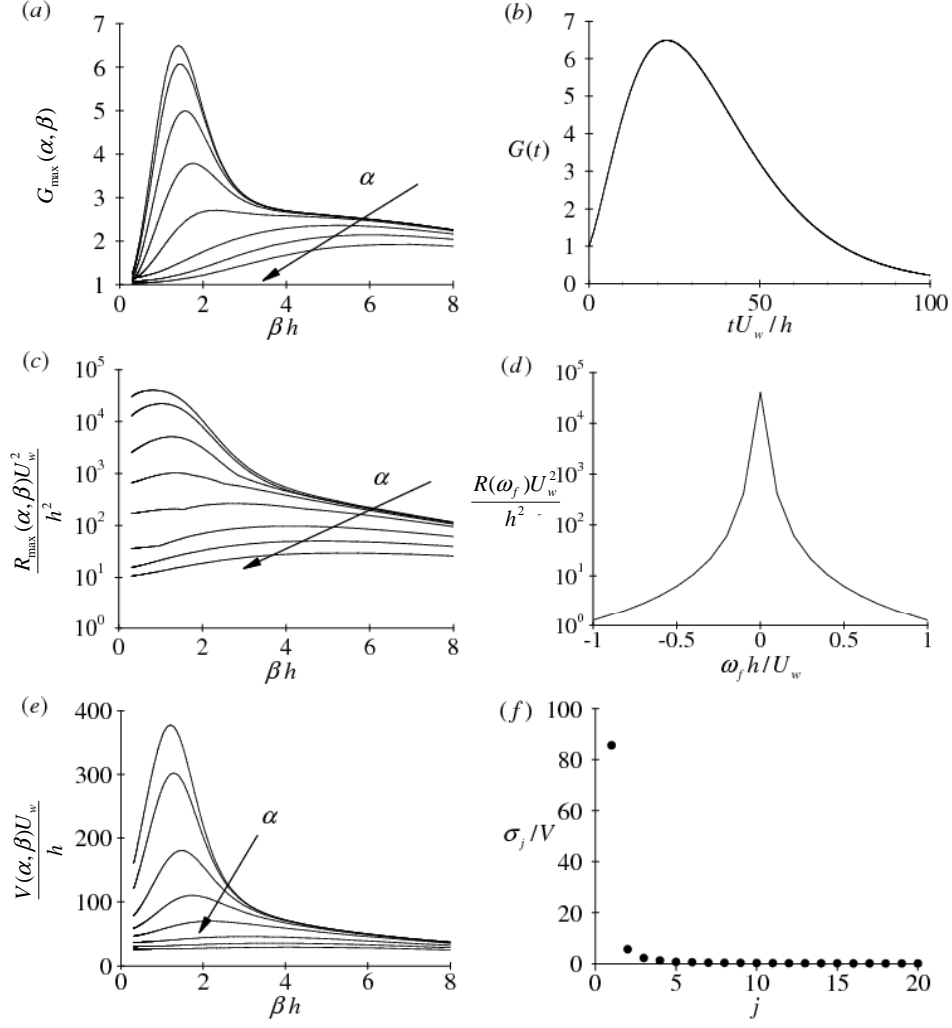 (a)
7
6
5
4
3
2
1
G_max (α, β)
α
0 2 4 6 8
βh
(b)
7
6
5
4
3
2
1
0
G(t)
0 50 100
tU_w/h
(c)
10^5
10^4
10^3
10^2
10^1
10^0
R_max (α, β)U_w^2
h^2
α
0 2 4 6 8
βh
(d)
10^5
10^4
10^3
10^2
10^1
10^0
R(ω_f)U_w^2
h^2
-1 -0.5 0 0.5 1
ω_f h/U_w
(e)
400
300
200
100
0
V(α, β)U_w
h
α
0 2 4 6 8
βh
(f)
100
80
60
40
20
0
σ_j/V
0 5 10 15 20
j